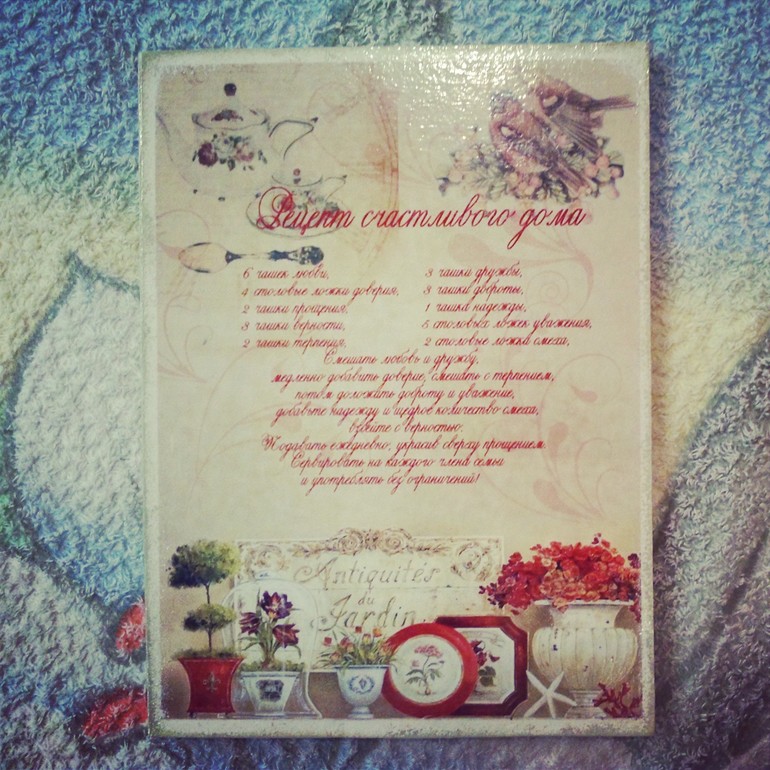 Рецепт счастливого дома
6 чашек любви,
4 столовые ложки доверия,
2 чашки прощения,
3 чашки верности,
2 чашки терпения,
3 чашки дружбы,
3 чашки доброты,
1 чашка надежды,
5 столовых ложек уважения,
2 столовые ложка смеха,
Смешать любовь и дружбу,
медленно добавить доверие, смешать с терпением,
потом доложить доброту и уважение,
добавьте надежду и щедрое количество смеха,
взбейте с верностью.
Подавать ежедневно, украсив сверху прощением.
Сервировать на каждого члена семьи
и употреблять без ограничений!
Antiquités
du
Jardin